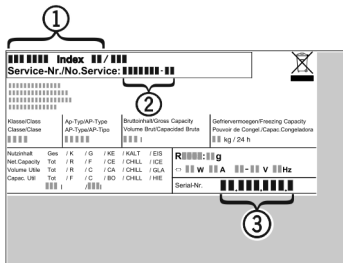 1
Index /
Service-Nr./No.Service: -
2
Klasse/Class Ap-Typ/AP-Type Bruttoinhalt/Gross Capacity Gefriervermoegen/Freezing Capacity
Classe/Clase AP-Type/AP-Tipo Volume Brut/Capacidad Bruta Pouvoir de Congel./Capac.Congeladora
l kg / 24 h
Nutzinhalt Ges / K / G / KE / KALT / EIS
Net.Capacity Tot / R / F / CE / CHILL / ICE
Volume Utile Tot / R / C / CA / CHILL / GLA
Capac. Util Tot / F / C / BO / CHILL / HIE
l / l
R : g
W A - V Hz
Serial-Nr. . . .
3